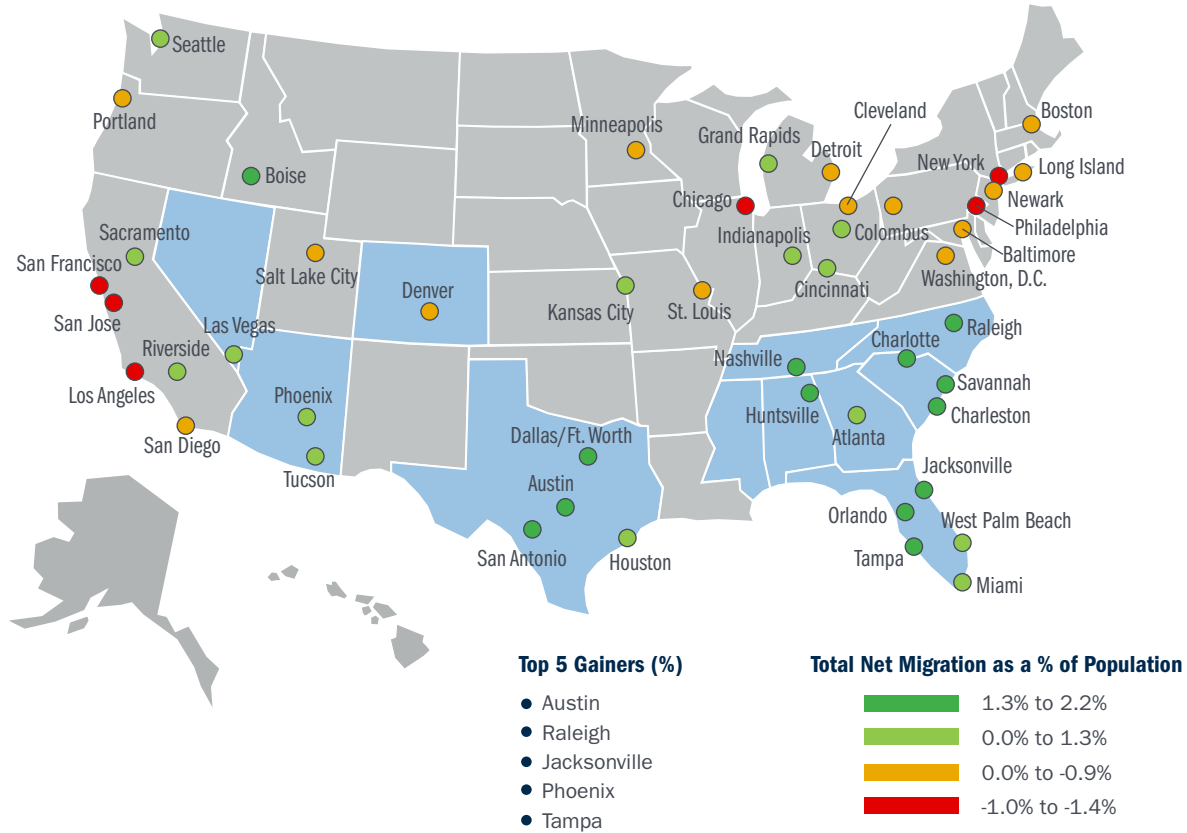 Seattle
Portland
Boise
Minneapolis
Grand Rapids
Detroit
Cleveland
Boston
New York
Long Island
Newark
Philadelphia
Baltimore
Washington, D.C.
Chicago
Indianapolis
Colombus
Cincinnati
Sacramento
San Francisco
San Jose
Salt Lake City
Denver
Kansas City
St. Louis
Las Vegas
Riverside
Los Angeles
San Diego
Phoenix
Tucson
Nashville
Charlotte
Raleigh
Huntsville
Atlanta
Savannah
Charleston
Dallas/Ft. Worth
Austin
San Antonio
Houston
Jacksonville
Orlando
West Palm Beach
Tampa
Miami
Top 5 Gainers (%)
• Austin
• Raleigh
• Jacksonville
• Phoenix
• Tampa
Total Net Migration as a % of Population
1.3% to 2.2%
0.0% to 1.3%
0.0% to -0.9%
-1.0% to -1.4%